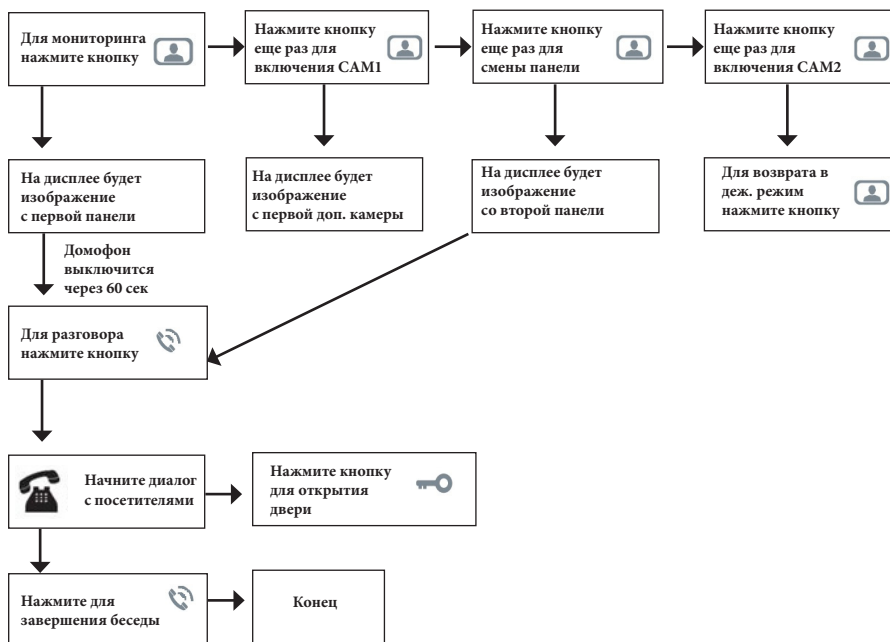 Для мониторинга
нажмите кнопку
Нажмите кнопку
еще раз для
включения CAM1
Нажмите кнопку
еще раз для
смены панели
Нажмите кнопку
еще раз для
включения CAM2
На дисплее будет
изображение
с первой панели
На дисплее будет
изображение
с первой доп. камеры
На дисплее будет
изображение
со второй панели
Для возврата в
деж. режим
нажмите кнопку
Домофон
выключится
через 60 сек
Для разговора
нажмите кнопку
Начните диалог
с посетителями
Нажмите кнопку
для открытия
двери
Нажмите для
завершения беседы
Конец